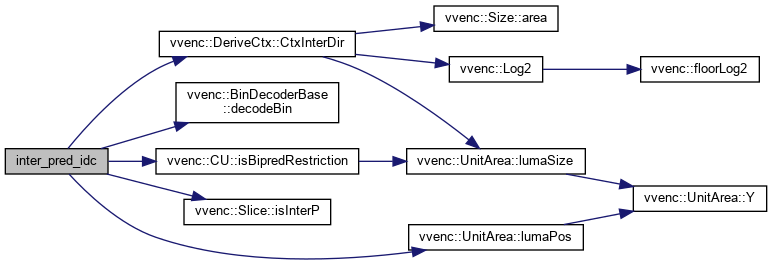 inter_pred_idc
vvenc::DeriveCtx::CtxInterDir
vvenc::BinDecoderBase
::decodeBin
vvenc::CU::isBipredRestriction
vvenc::Slice::isInterP
vvenc::Size::area
vvenc::Log2
vvenc::floorLog2
vvenc::UnitArea::lumaSize
vvenc::UnitArea::lumaPos
vvenc::UnitArea::Y